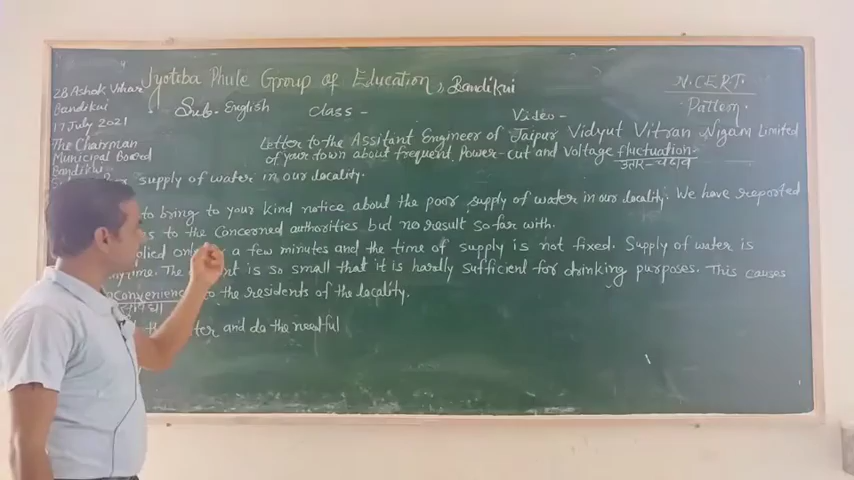 Jyoteba Phule Group of Education, Bandikui
N.C.E.R.T.
Pattern
Sub. English Class - Video -
28 Ashok Vihar
Bandikui
17 July 2021
The Chairman
Municipal Board
Bandikui
Letter to the Assitant Engineer of Jaipur Vidyut Vitran Nigam Limited
of your town about frequent Power-cut and voltage fluctuation-
उतार-चढ़ाव
supply of water in our locality.
to bring to your kind notice about the poor supply of water in our locality. We have reported
to the concerned authorities but no result so far with.
a few minutes and the time of supply is not fixed. Supply of water is
The is so small that it is hardly sufficient for drinking purposes. This causes
inconvenience to the residents of the locality.
and do the needful